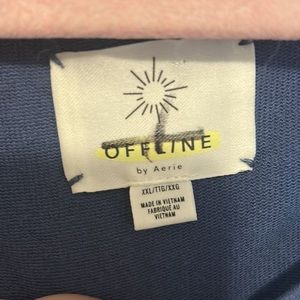 OFFLINE
by Aerie
XXL/TTG/XXG
MADE IN VIETNAM
FABRIQUÉ AU
VIETNAM